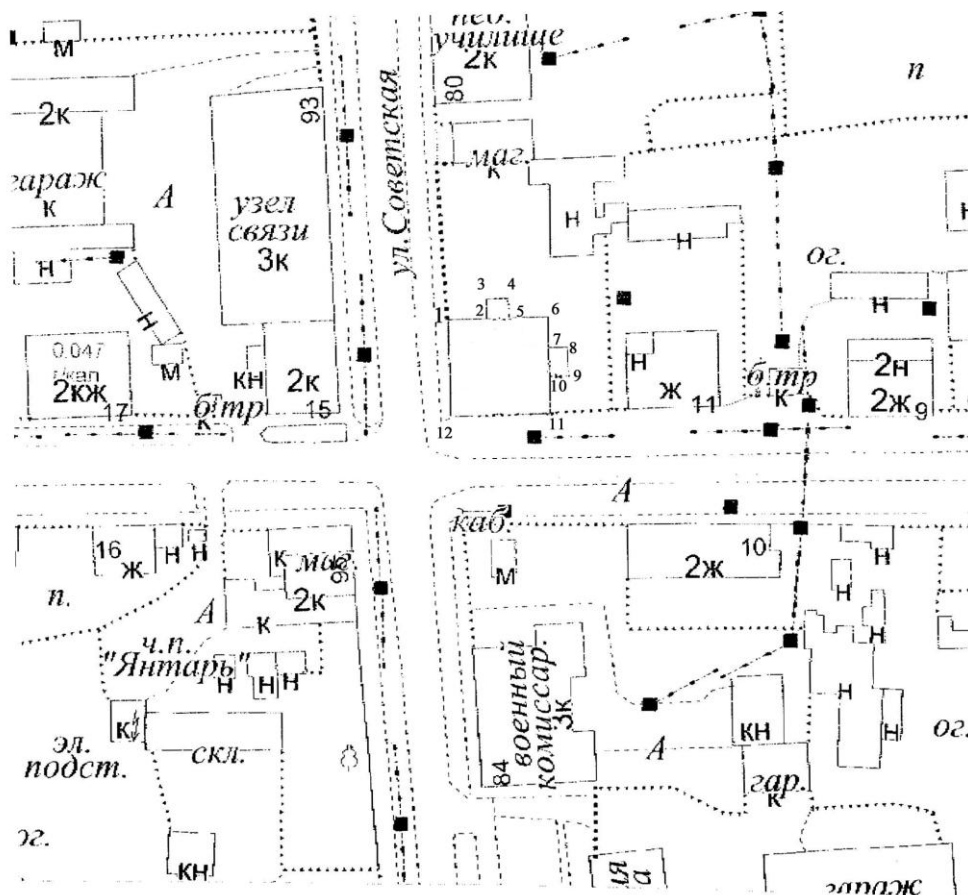 М
93
пед.
училище
2к
80
п
2к
гараж
к
А
узел
связи
3к
ул.Советская
маг.
к
н
н
н
ог.
н
н
н
3
4
1
2
5
6
7
8
9
10
11
12
0.047
2кж
17
М
б.тр
к
кн
2к
15
н
ж
11
б.тр
к
2н
2ж
9
А
каб.
16
ж
н
н
к
маг
2к
М
2ж
10
н
н
н
п.
А
к
ч.п.
"Янтарь"
н
н
н
военный
комиссар.
3к
84
А
кн
н
н
ог.
к
эл.
подст.
скл.
гар.
к
ог.
кн
гараж